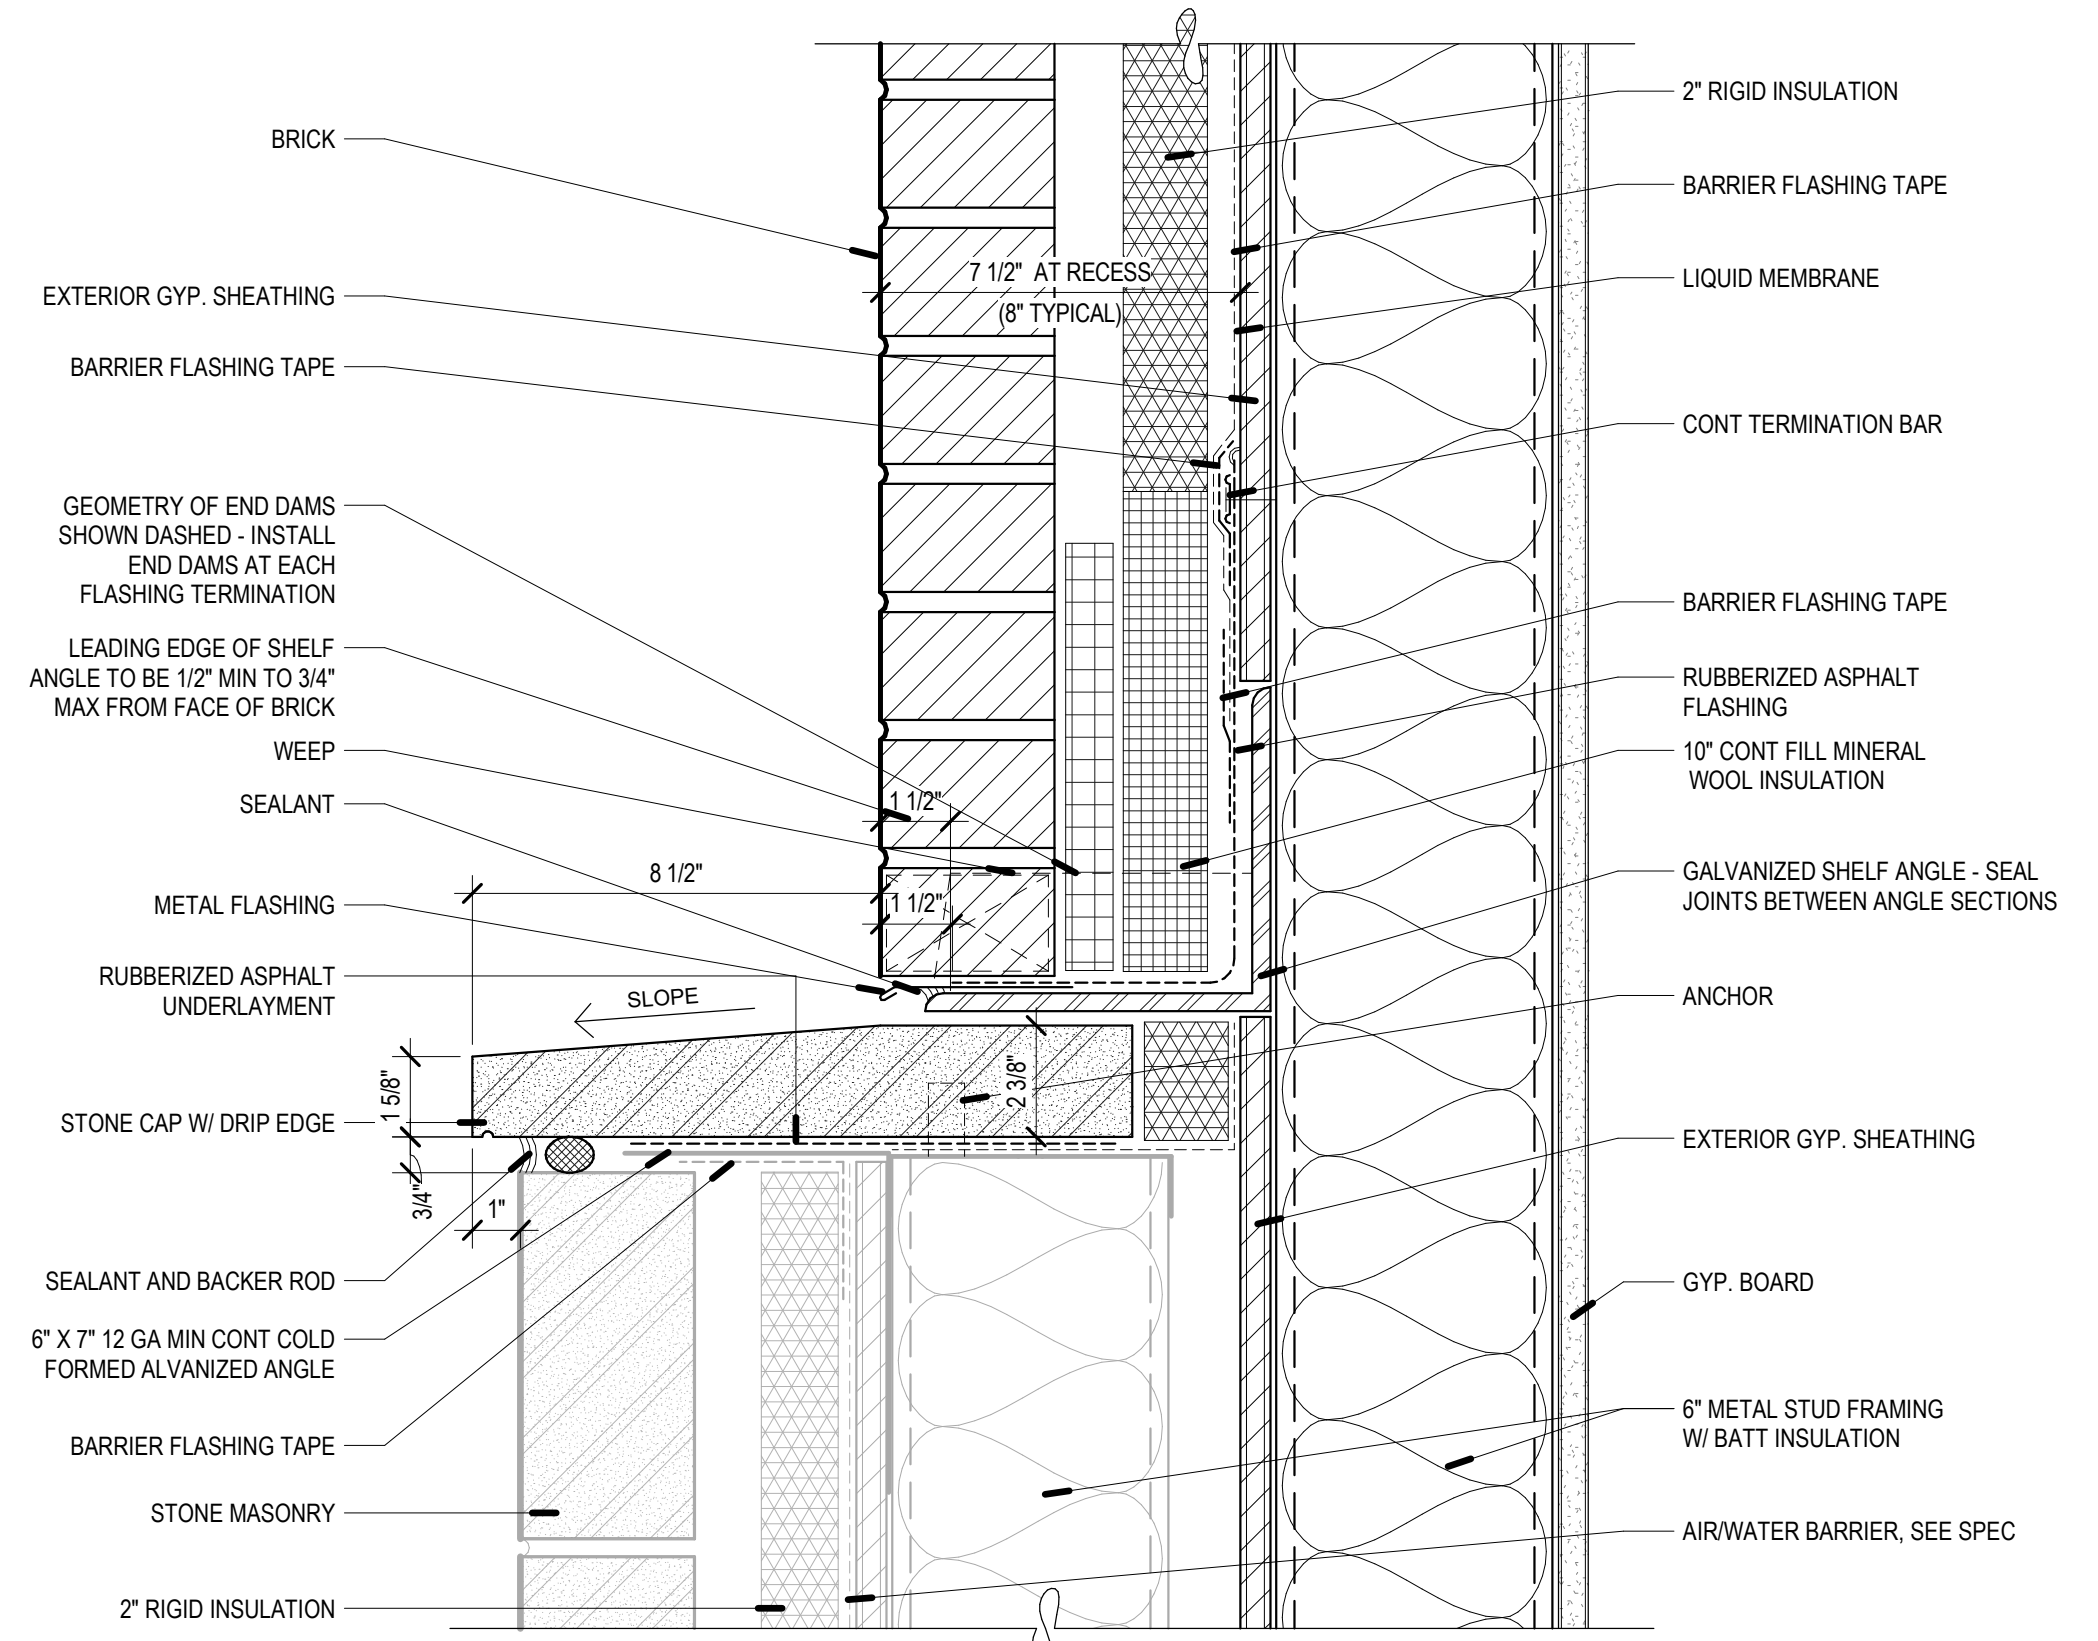 BRICK
EXTERIOR GYP. SHEATHING
BARRIER FLASHING TAPE
GEOMETRY OF END DAMS
SHOWN DASHED - INSTALL
END DAMS AT EACH
FLASHING TERMINATION
LEADING EDGE OF SHELF
ANGLE TO BE 1/2" MIN TO 3/4"
MAX FROM FACE OF BRICK
WEEP
SEALANT
METAL FLASHING
RUBBERIZED ASPHALT
UNDERLAYMENT
STONE CAP W/ DRIP EDGE
SEALANT AND BACKER ROD
6" X 7" 12 GA MIN CONT COLD
FORMED ALVANIZED ANGLE
BARRIER FLASHING TAPE
STONE MASONRY
2" RIGID INSULATION
7 1/2" AT RECESS
(8" TYPICAL)
1 1/2"
8 1/2"
1 1/2"
SLOPE
2 3/8"
1 5/8"
3/4"
1"
2" RIGID INSULATION
BARRIER FLASHING TAPE
LIQUID MEMBRANE
CONT TERMINATION BAR
BARRIER FLASHING TAPE
RUBBERIZED ASPHALT
FLASHING
10" CONT FILL MINERAL
WOOL INSULATION
GALVANIZED SHELF ANGLE - SEAL
JOINTS BETWEEN ANGLE SECTIONS
ANCHOR
EXTERIOR GYP. SHEATHING
GYP. BOARD
6" METAL STUD FRAMING
W/ BATT INSULATION
AIR/WATER BARRIER, SEE SPEC